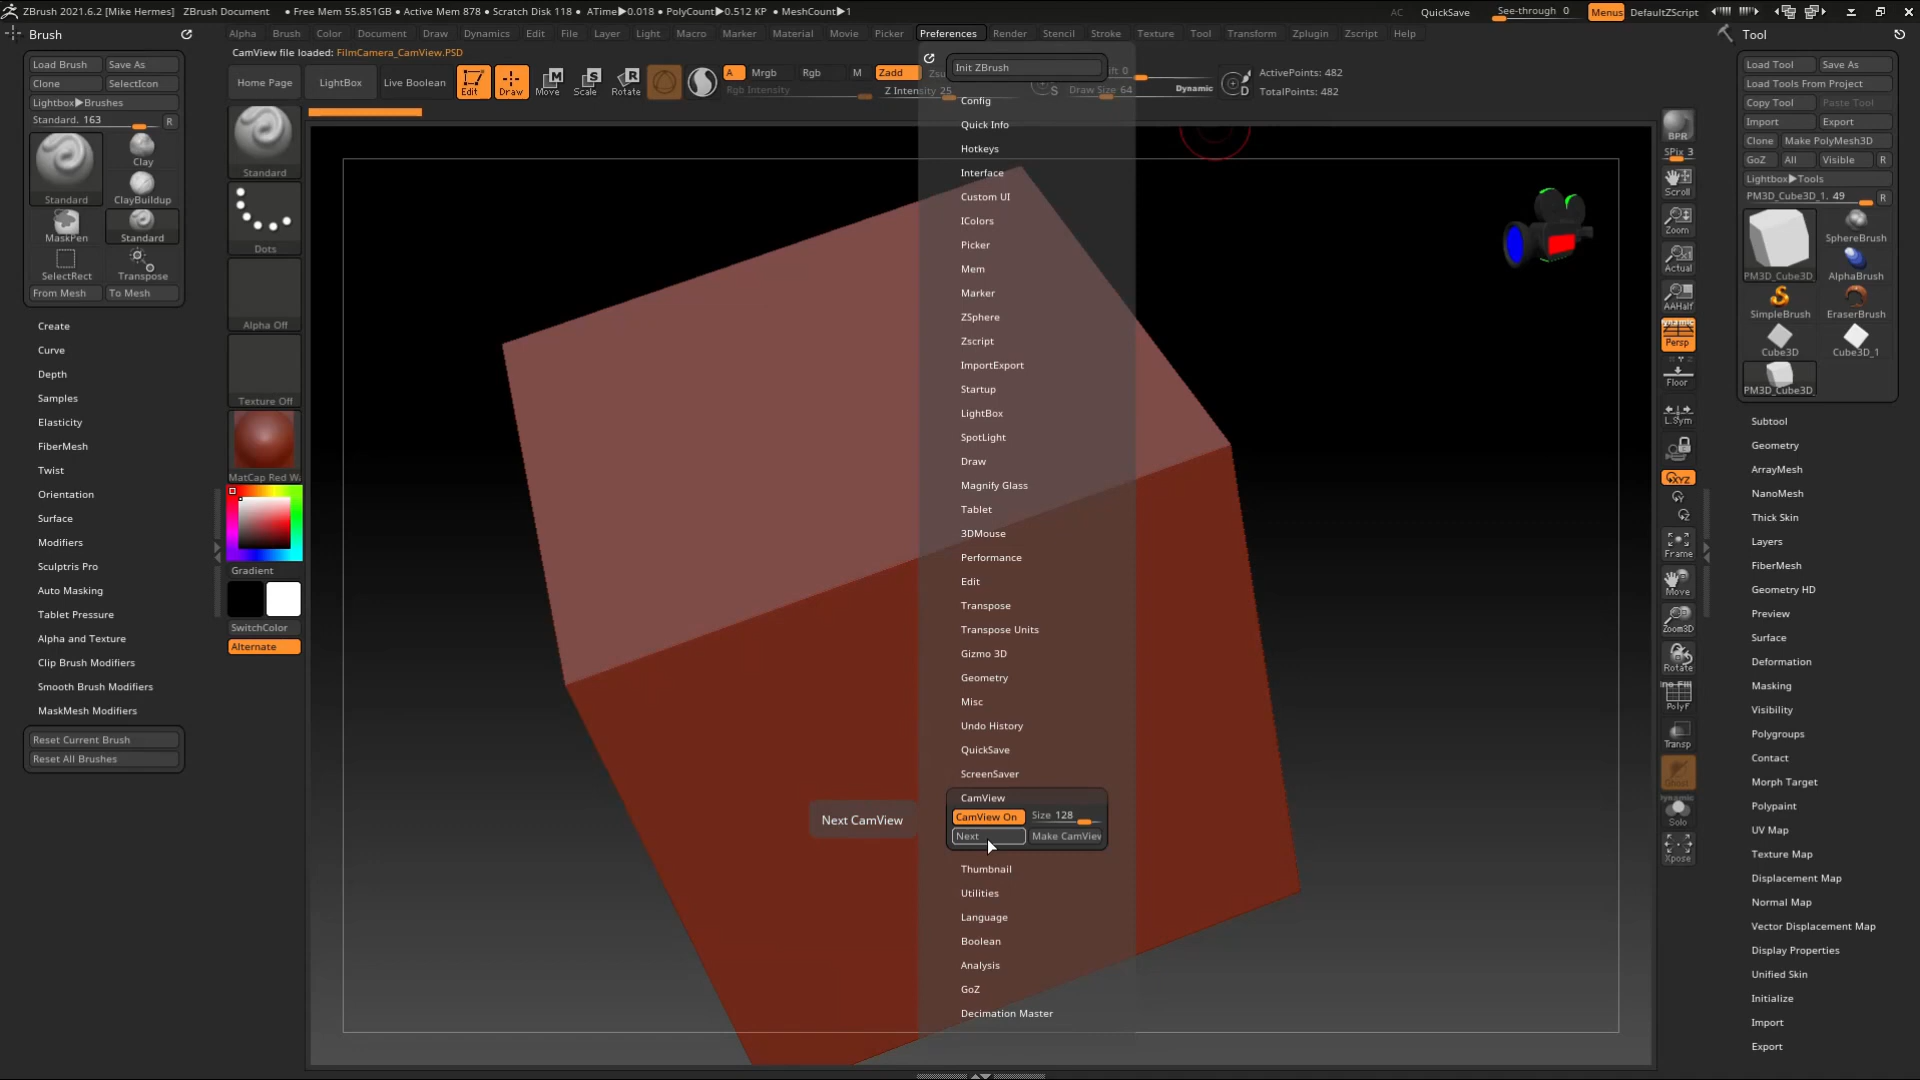 ZBrush 2021.6.2 [Mike Hermes] ZBrush Document • Free Mem 55.851GB • Active Mem 878 • Scratch Disk 118 • ATime▶0.018 • PolyCount▶0.512 KP • MeshCount▶1 AC QuickSave See-through 0 Menus DefaultZScript
Brush Alpha Brush Color Document Draw Dynamics Edit File Layer Light Macro Marker Material Movie Picker Preferences Render Stencil Stroke Texture Tool Transform Zplugin Zscript Help Tool
CamView file loaded: FilmCamera_CamView.PSD
Load Brush Save As
Clone SelectIcon
Lightbox▶Brushes
Standard. 163 R
Standard
Clay
ClayBuildup
MaskPen
Standard
SelectRect
Transpose
From Mesh To Mesh
Create
Curve
Depth
Samples
Elasticity
FiberMesh
Twist
Orientation
Surface
Modifiers
Sculptris Pro
Auto Masking
Tablet Pressure
Alpha and Texture
Clip Brush Modifiers
Smooth Brush Modifiers
MaskMesh Modifiers
Reset Current Brush
Reset All Brushes
Home Page LightBox Live Boolean Edit Draw Move Scale Rotate
A Mrgb Rgb M Zadd
Rgb Intensity Z Intensity 25
Draw Size 64 Dynamic
ActivePoints: 482
TotalPoints: 482
Standard
Dots
Alpha Off
Texture Off
MatCap Red W
Gradient
SwitchColor
Alternate
Init ZBrush
Config
Quick Info
Hotkeys
Interface
Custom UI
IColors
Picker
Mem
Marker
ZSphere
Zscript
ImportExport
Startup
LightBox
SpotLight
Draw
Magnify Glass
Tablet
3DMouse
Performance
Edit
Transpose
Transpose Units
Gizmo 3D
Geometry
Misc
Undo History
QuickSave
ScreenSaver
CamView
CamView On Size 128
Next Make CamView
Next CamView
Thumbnail
Utilities
Language
Boolean
Analysis
GoZ
Decimation Master
BPR
SPix 3
Scroll
Zoom
Actual
AAHalf
Dynamic
Persp
Floor
L.Sym
XYZ
Frame
Move
Zoom3D
Rotate
PolyF
Transp
Ghost
Dynamic
Solo
Xpose
Load Tool Save As
Load Tools From Project
Copy Tool Paste Tool
Import Export
Clone Make PolyMesh3D
GoZ All Visible R
Lightbox▶Tools
PM3D_Cube3D_1. 49 R
PM3D_Cube3D_
SphereBrush
AlphaBrush
SimpleBrush
EraserBrush
Cube3D
Cube3D_1
PM3D_Cube3D_
Subtool
Geometry
ArrayMesh
NanoMesh
Thick Skin
Layers
FiberMesh
Geometry HD
Preview
Surface
Deformation
Masking
Visibility
Polygroups
Contact
Morph Target
Polypaint
UV Map
Texture Map
Displacement Map
Normal Map
Vector Displacement Map
Display Properties
Unified Skin
Initialize
Import
Export